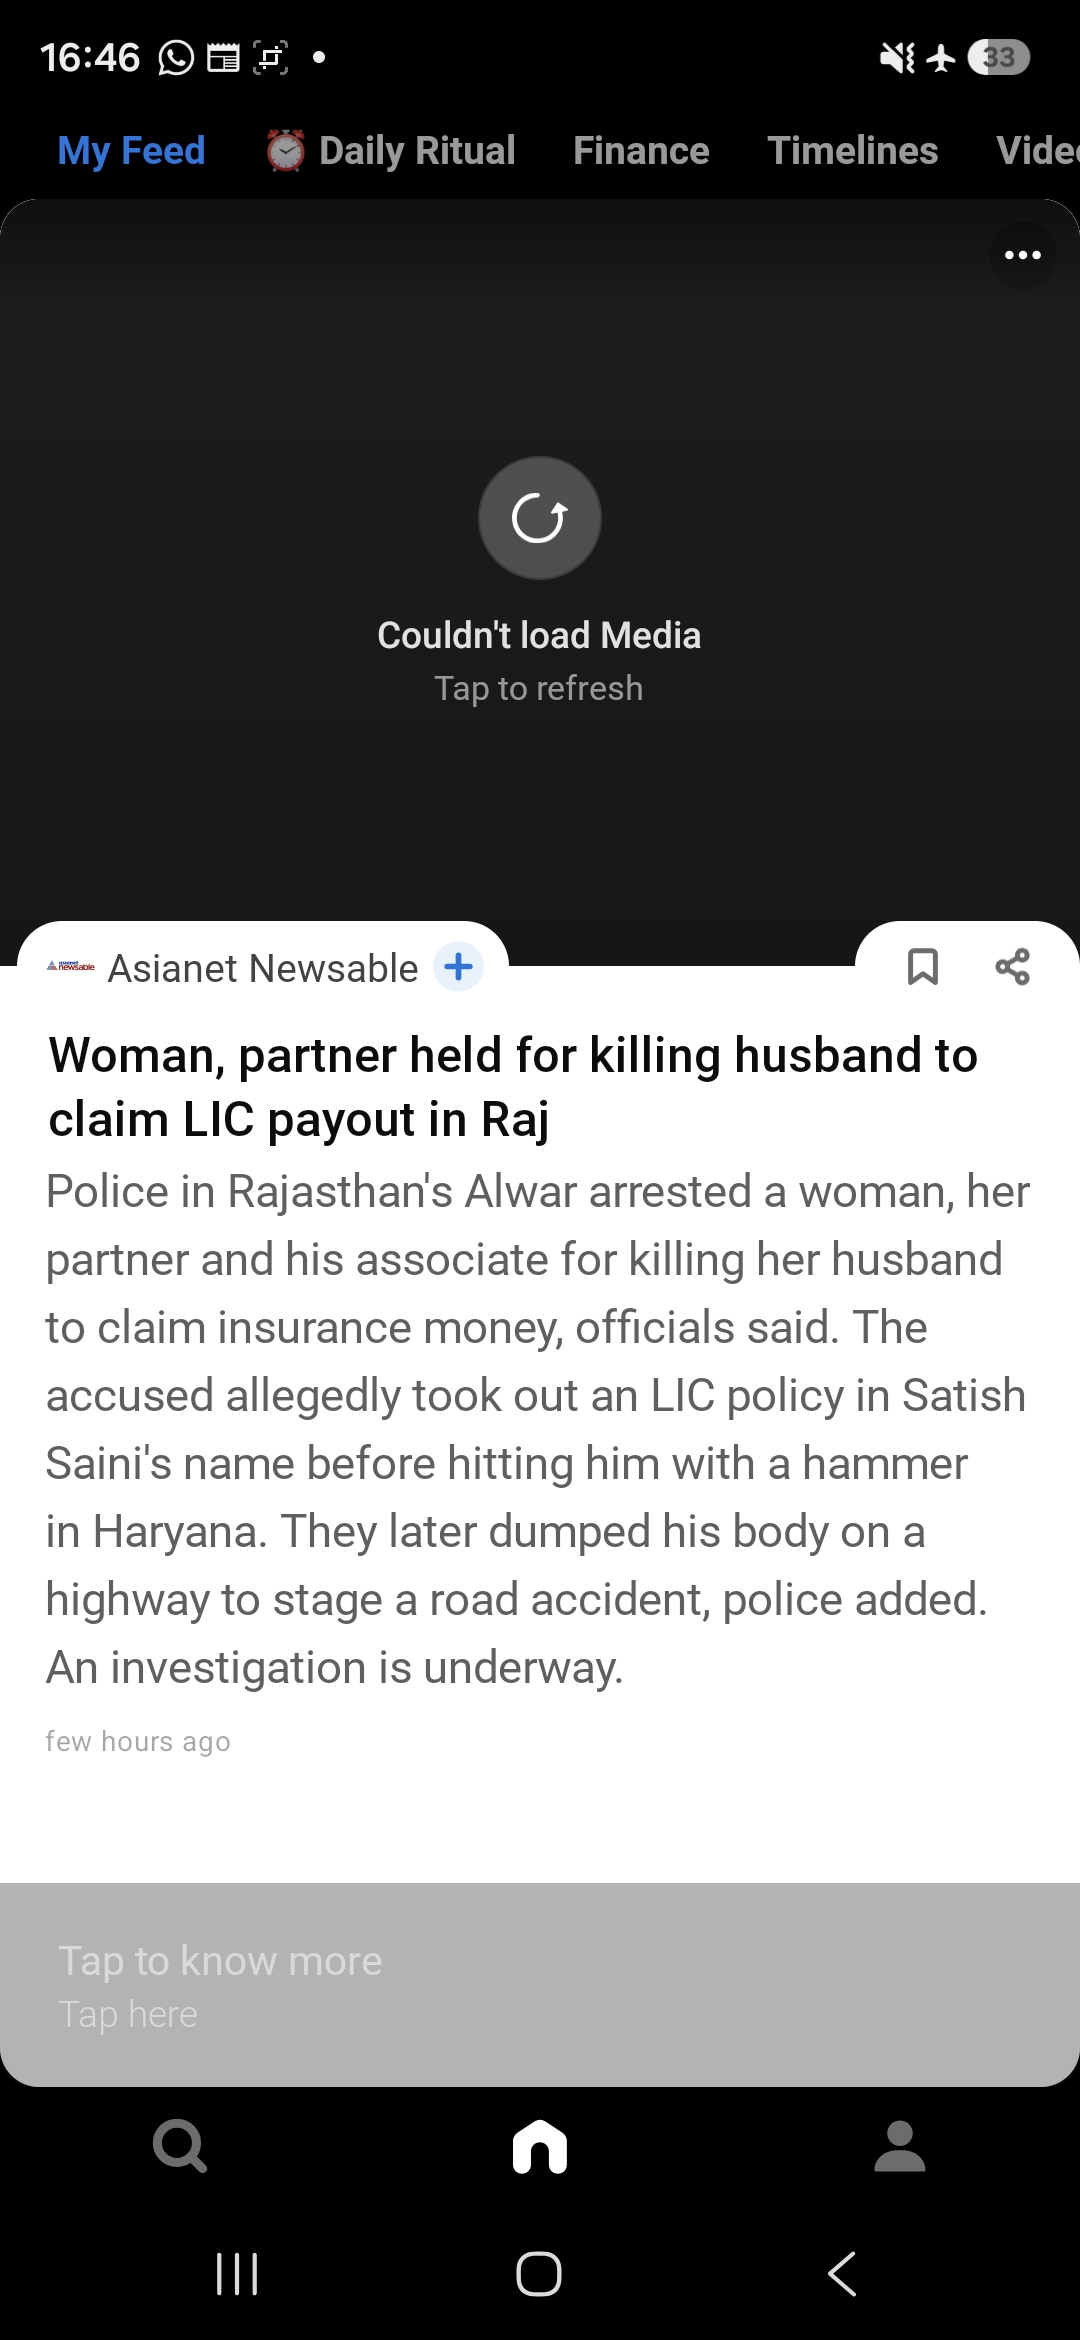 16:46
33
My Feed ⏰ Daily Ritual Finance Timelines Vide
Couldn't load Media
Tap to refresh
asianet newsable Asianet Newsable
Woman, partner held for killing husband to
claim LIC payout in Raj
Police in Rajasthan's Alwar arrested a woman, her
partner and his associate for killing her husband
to claim insurance money, officials said. The
accused allegedly took out an LIC policy in Satish
Saini's name before hitting him with a hammer
in Haryana. They later dumped his body on a
highway to stage a road accident, police added.
An investigation is underway.
few hours ago
Tap to know more
Tap here